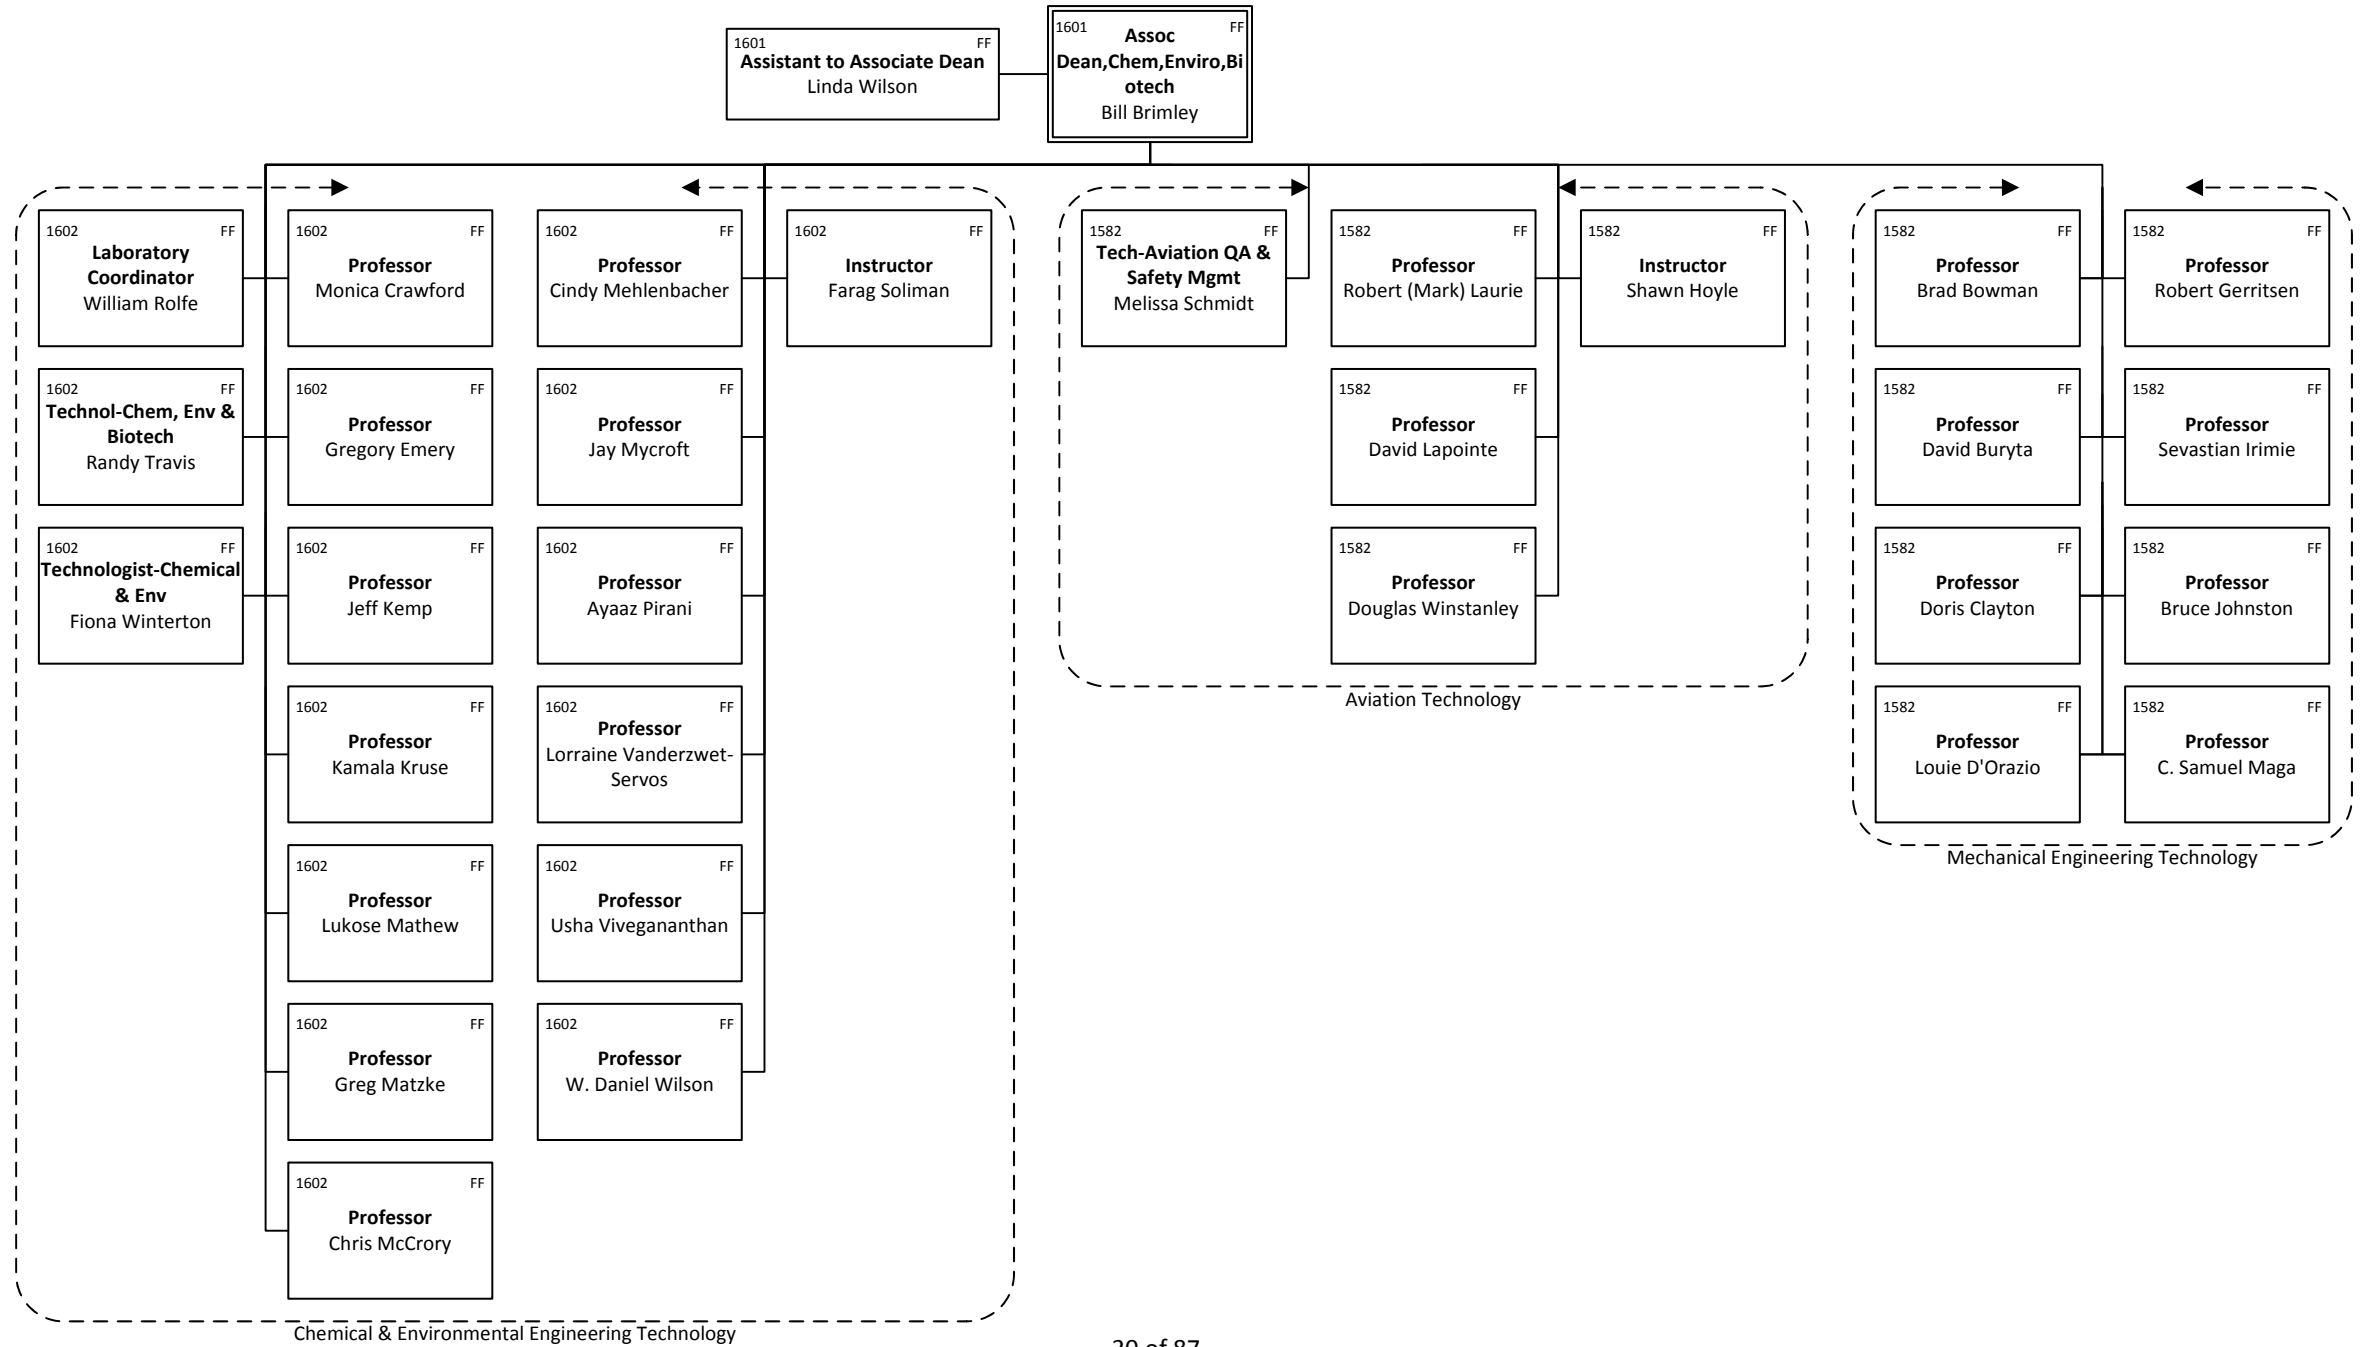 1601 FF
Assistant to Associate Dean
Linda Wilson
1601 FF
Assoc
Dean,Chem,Enviro,Bi
otech
Bill Brimley
1602 FF
Laboratory
Coordinator
William Rolfe
1602 FF
Professor
Monica Crawford
1602 FF
Professor
Cindy Mehlenbacher
1602 FF
Instructor
Farag Soliman
1582 FF
Tech-Aviation QA &
Safety Mgmt
Melissa Schmidt
1582 FF
Professor
Robert (Mark) Laurie
1582 FF
Instructor
Shawn Hoyle
1582 FF
Professor
Brad Bowman
1582 FF
Professor
Robert Gerritsen
1602 FF
Technol-Chem, Env &
Biotech
Randy Travis
1602 FF
Professor
Gregory Emery
1602 FF
Professor
Jay Mycroft
1582 FF
Professor
David Lapointe
1582 FF
Professor
David Buryta
1582 FF
Professor
Sevastian Irimie
1602 FF
Technologist-Chemical
& Env
Fiona Winterton
1602 FF
Professor
Jeff Kemp
1602 FF
Professor
Ayaaz Pirani
1582 FF
Professor
Douglas Winstanley
1582 FF
Professor
Doris Clayton
1582 FF
Professor
Bruce Johnston
1602 FF
Professor
Kamala Kruse
1602 FF
Professor
Lorraine Vanderzwet-
Servos
Aviation Technology
1582 FF
Professor
Louie D'Orazio
1582 FF
Professor
C. Samuel Maga
1602 FF
Professor
Lukose Mathew
1602 FF
Professor
Usha Vivegananthan
Mechanical Engineering Technology
1602 FF
Professor
Greg Matzke
1602 FF
Professor
W. Daniel Wilson
1602 FF
Professor
Chris McCrory
Chemical & Environmental Engineering Technology
of 87